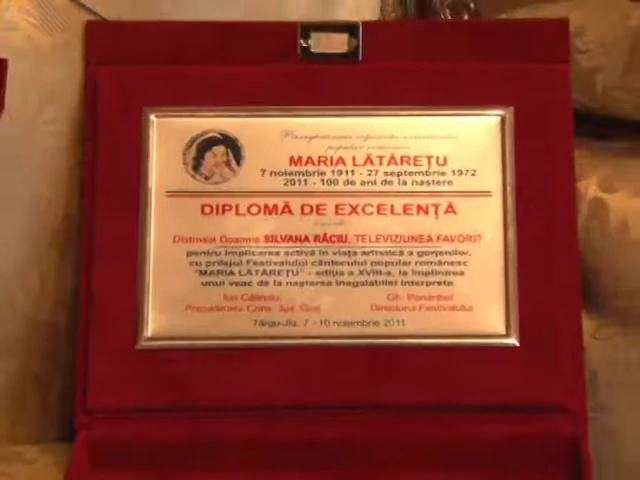 MARIA LĂTĂREȚU
7 noiembrie 1911 - 27 septembrie 1972
2011 - 100 de ani de la naștere
DIPLOMĂ DE EXCELENȚĂ
Distinsei Doamne SILVANA RÂCIU, TELEVIZIUNEA FAVORIT
pentru implicarea activă în viața artistică a gorjenilor,
cu prilejul Festivalului cântecului popular românesc
"MARIA LĂTĂREȚU" - ediția a XVIII-a, la împlinirea
unui veac de la nașterea inegalabilei interprete.
Ion Călinoiu, Gh. Porumbel
Președintele Cons. Jud. Gorj Directorul Festivalului
Târgu-Jiu, 7 - 10 noiembrie 2011